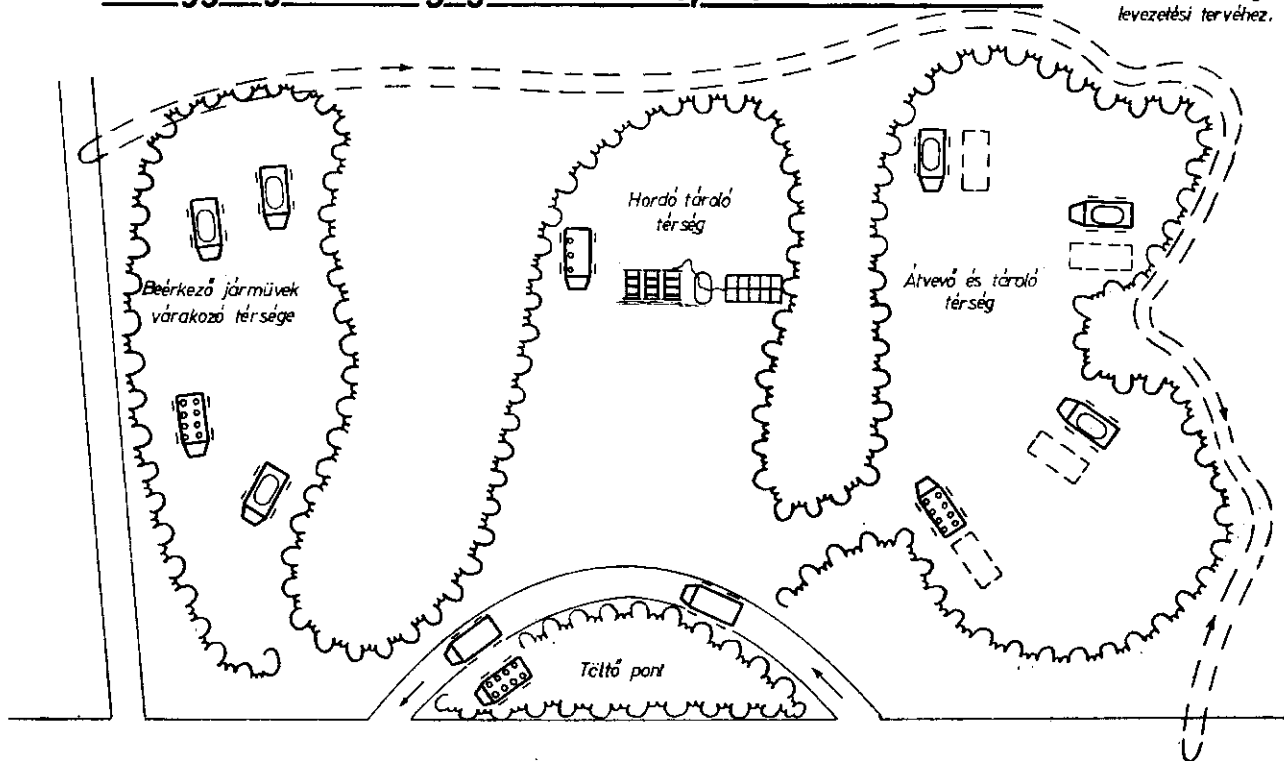 levezetési tervéhez.
Hordó tároló
térség
Beérkező járművek
várakozó térsége
Átvevő és tároló
térség
Töltő pont